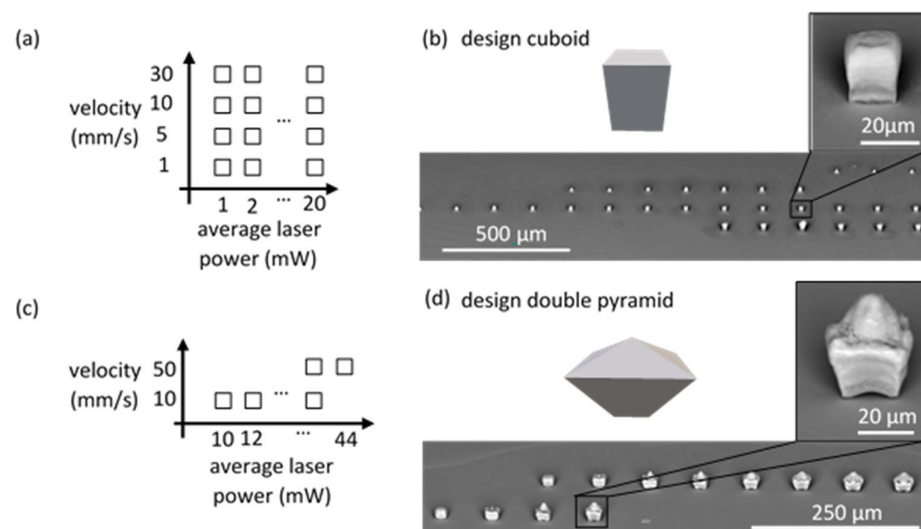 (a)
30
10
5
1
velocity
(mm/s)
...
1 2 ... 20
average laser
power (mW)
(b) design cuboid
20µm
500 µm
(c)
velocity
(mm/s)
50
10
...
10 12 ... 44
average laser
power (mW)
(d) design double pyramid
20 µm
250 µm